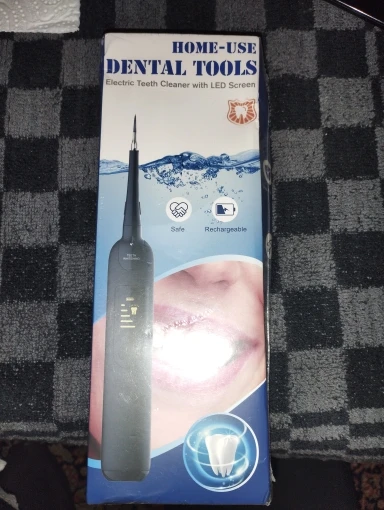 HOME-USE
DENTAL TOOLS
Electric Teeth Cleaner with LED Screen
Safe
Rechargeable